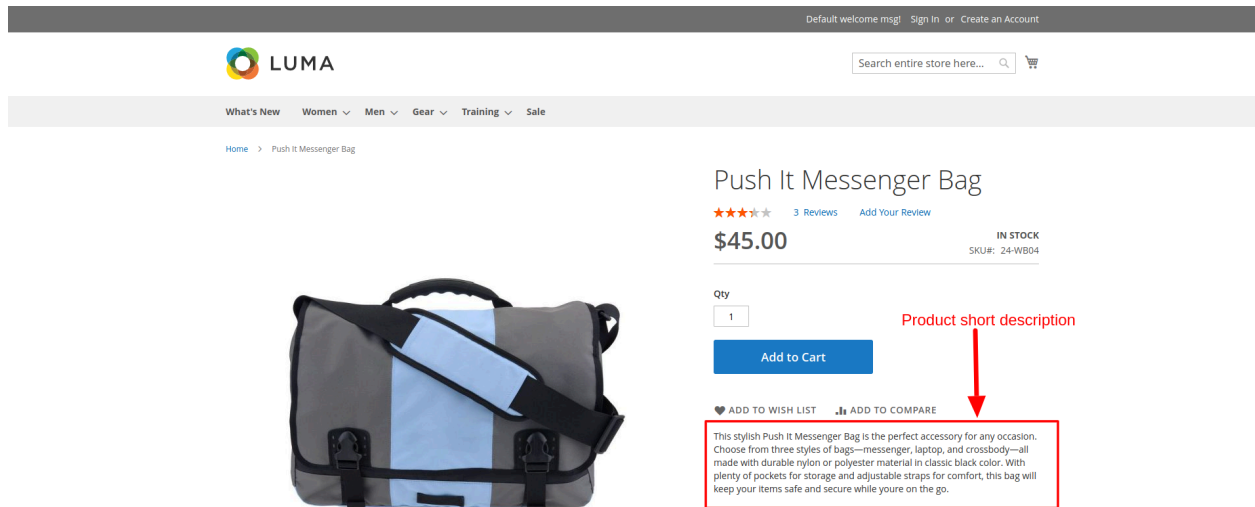 Default welcome msg! Sign In or Create an Account
LUMA
Search entire store here...
What's New Women Men Gear Training Sale
Home > Push It Messenger Bag
Push It Messenger Bag
3 Reviews Add Your Review
$45.00
IN STOCK
SKU#: 24-WB04
Qty
1
Product short description
Add to Cart
ADD TO WISH LIST ADD TO COMPARE
This stylish Push It Messenger Bag is the perfect accessory for any occasion.
Choose from three styles of bags—messenger, laptop, and crossbody—all
made with durable nylon or polyester material in classic black color. With
plenty of pockets for storage and adjustable straps for comfort, this bag will
keep your items safe and secure while youre on the go.